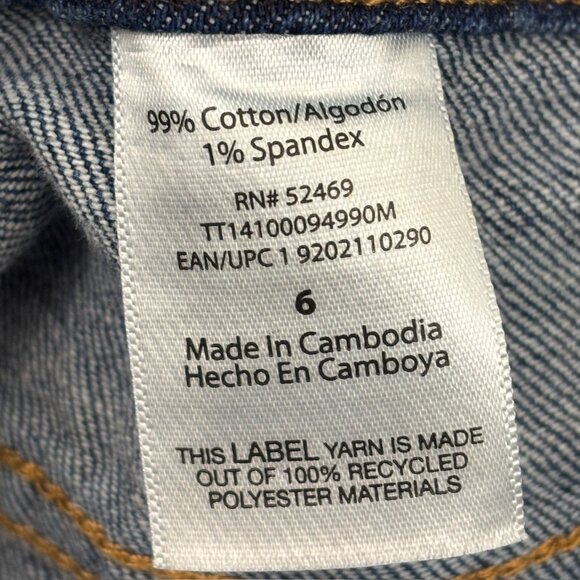 99% Cotton/Algodón
1% Spandex
RN# 52469
TT14100094990M
EAN/UPC 1 9202110290
6
Made In Cambodia
Hecho En Camboya
THIS LABEL YARN IS MADE
OUT OF 100% RECYCLED
POLYESTER MATERIALS